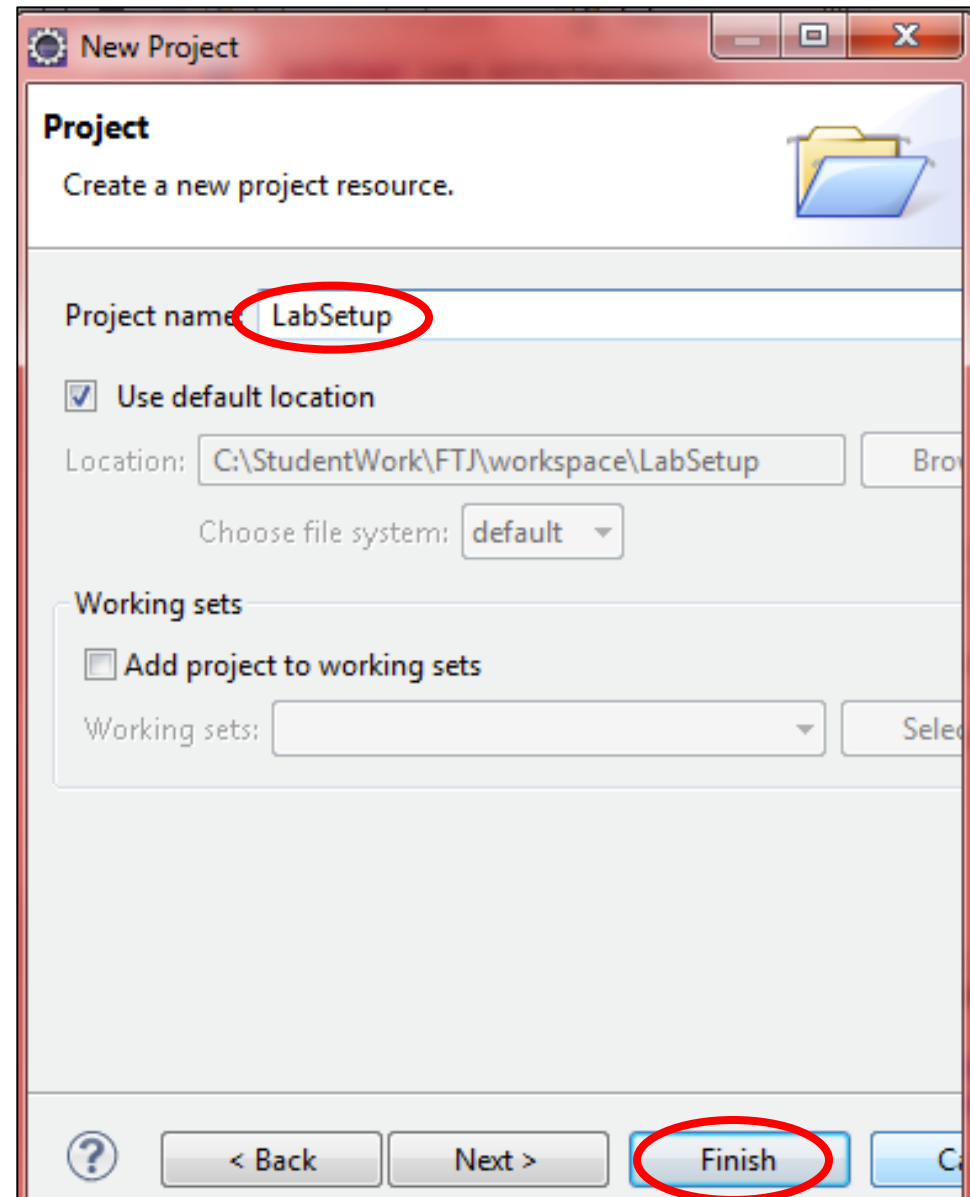 New Project
Project
Create a new project resource.
Project name: LabSetup
Use default location
Location: C:\StudentWork\FTJ\workspace\LabSetup
Choose file system: default
Working sets
Add project to working sets
Working sets:
? < Back Next > Finish